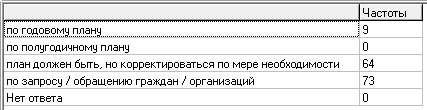 Частоты
по годовому плану 9
по полугодичному плану 0
план должен быть, но корректироваться по мере необходимости 64
по запросу / обращению граждан / организаций 73
Нет ответа 0